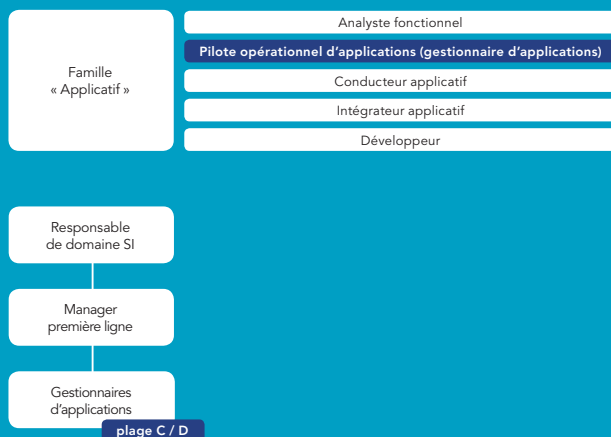 Famille
« Applicatif »
Analyste fonctionnel
Pilote opérationnel d'applications (gestionnaire d'applications)
Conducteur applicatif
Intégrateur applicatif
Développeur
Responsable
de domaine SI
Manager
première ligne
Gestionnaires
d'applications
plage C / D